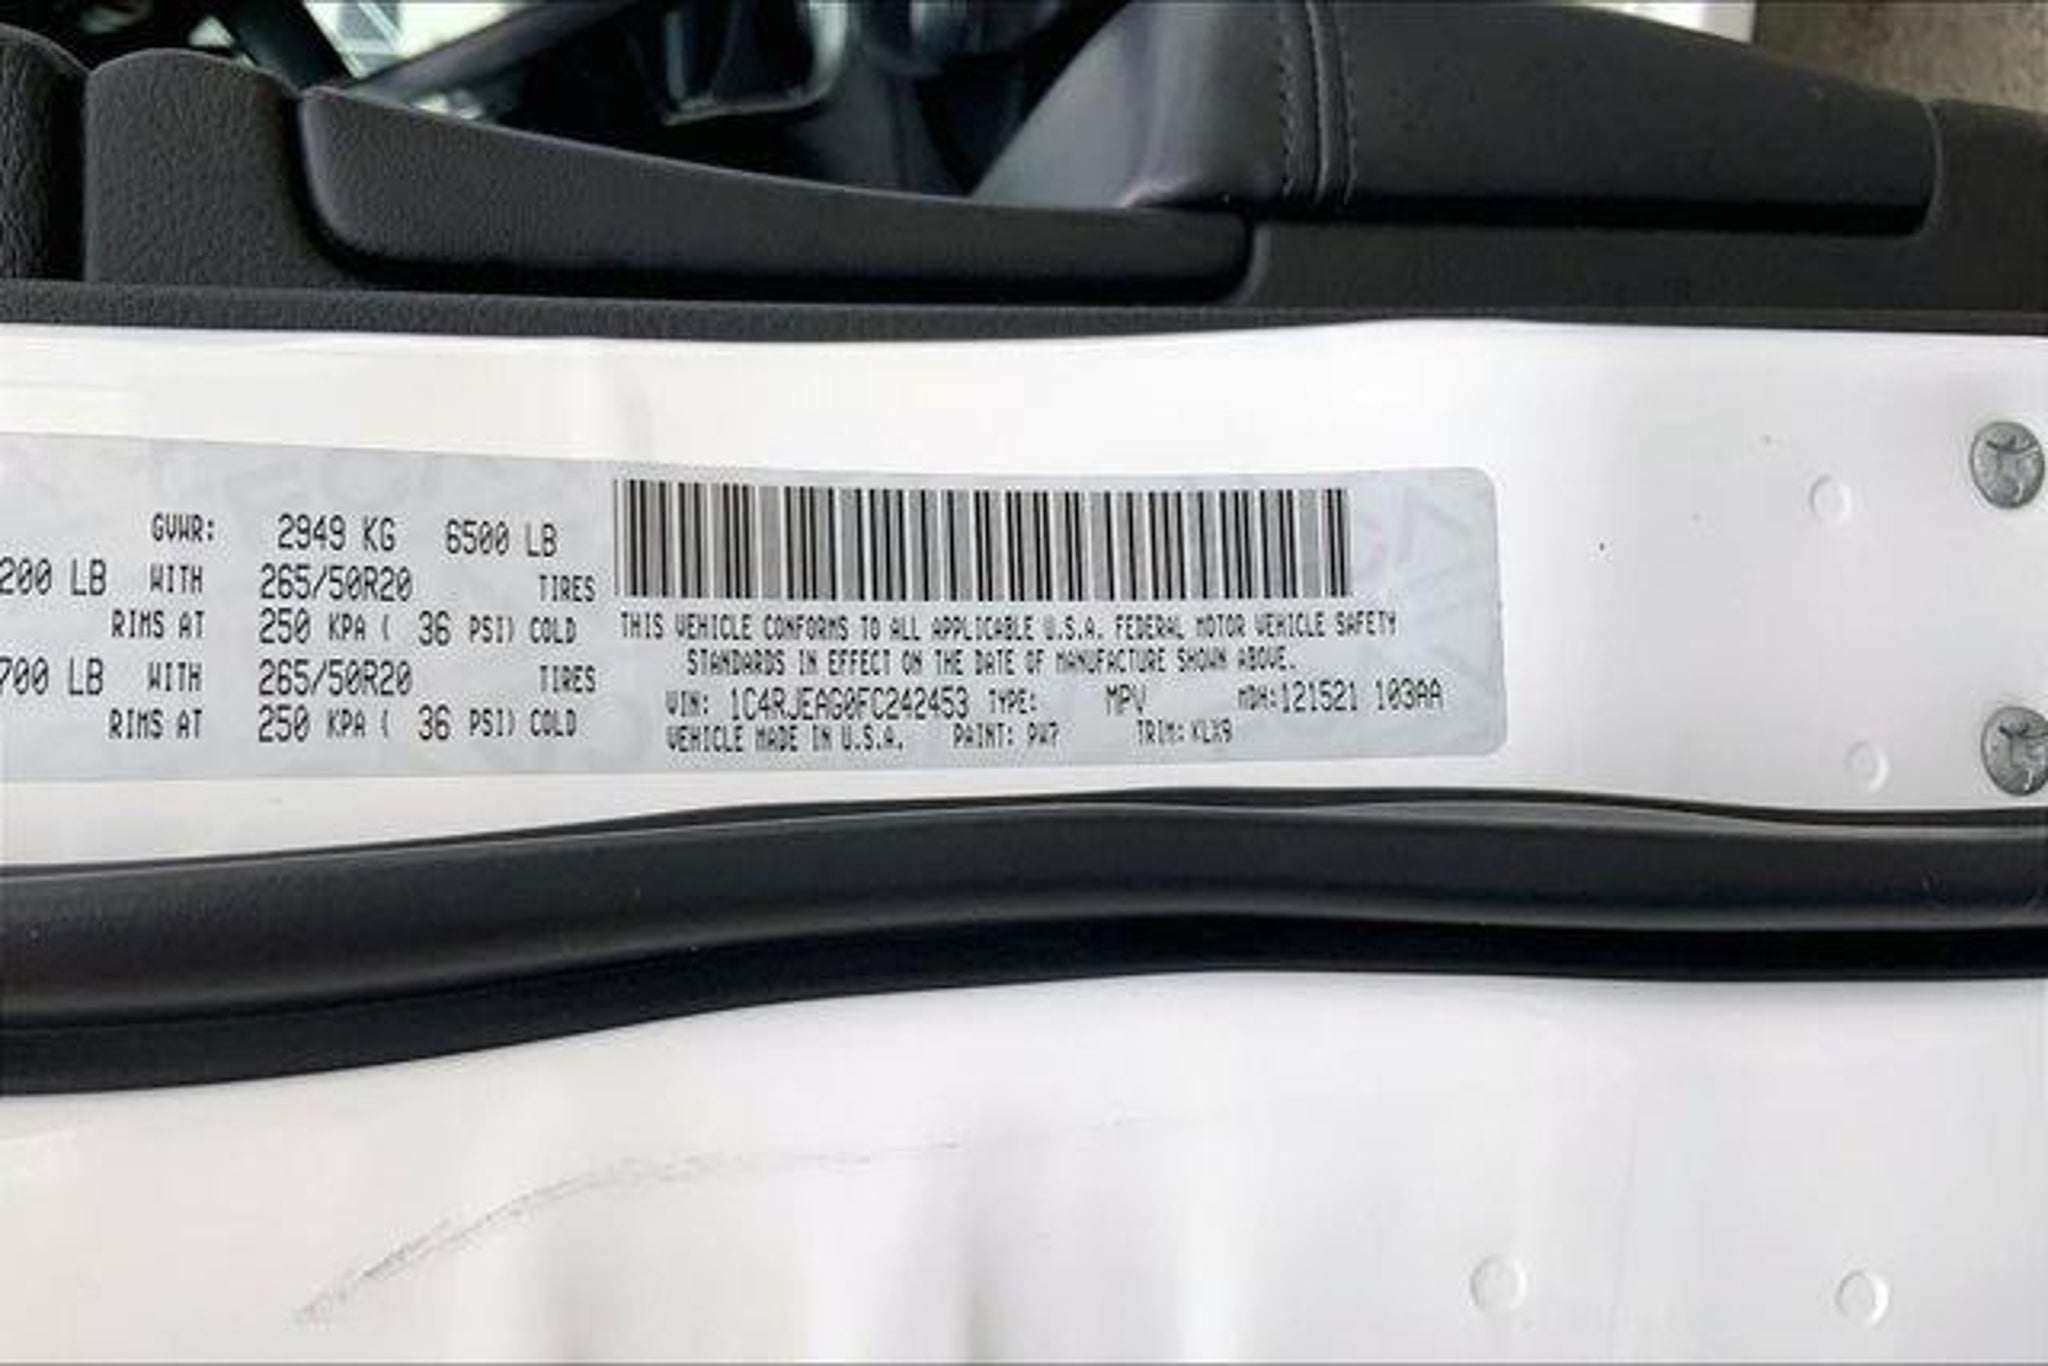 GVWR: 2949 KG 6500 LB
200 LB WITH 265/50R20 TIRES
RIMS AT 250 KPA ( 36 PSI) COLD
700 LB WITH 265/50R20 TIRES
RIMS AT 250 KPA ( 36 PSI) COLD
THIS VEHICLE CONFORMS TO ALL APPLICABLE U.S.A. FEDERAL MOTOR VEHICLE SAFETY
STANDARDS IN EFFECT ON THE DATE OF MANUFACTURE SHOWN ABOVE.
VIN: 1C4RJEAG0FC242453 TYPE: MPV MDH:121521 103AA
VEHICLE MADE IN U.S.A. PAINT: PW7 TRIM: KLX9